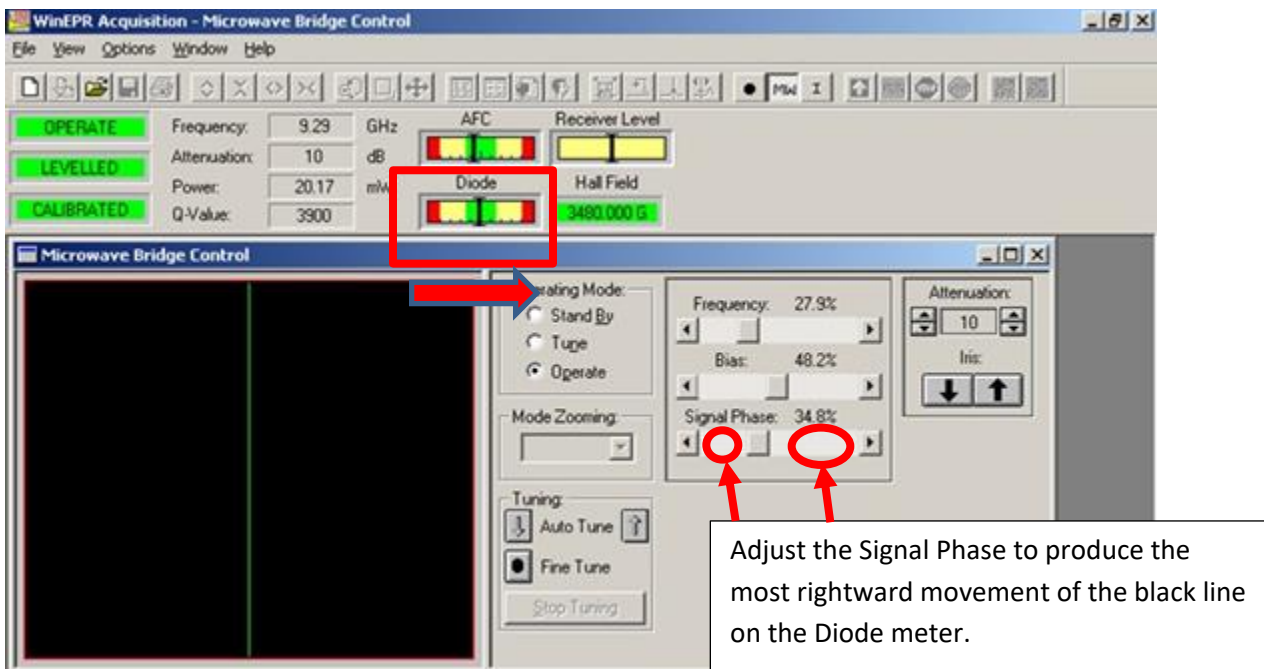 WinEPR Acquisition - Microwave Bridge Control
File View Options Window Help
MW I
OPERATE Frequency: 9.29 GHz AFC Receiver Level
LEVELLED Attenuation: 10 dB
Power: 20.17 Diode Hall Field
CALIBRATED Q-Value: 3900 3480.000 G
Microwave Bridge Control
rating Mode: Frequency: 27.9% Attenuation:
Stand By 10
Tune Bias: 48.2% Iris:
Operate
Mode Zooming: Signal Phase: 34.8%
Tuning:
Auto Tune
Fine Tune
Stop Tuning
Adjust the Signal Phase to produce the
most rightward movement of the black line
on the Diode meter.